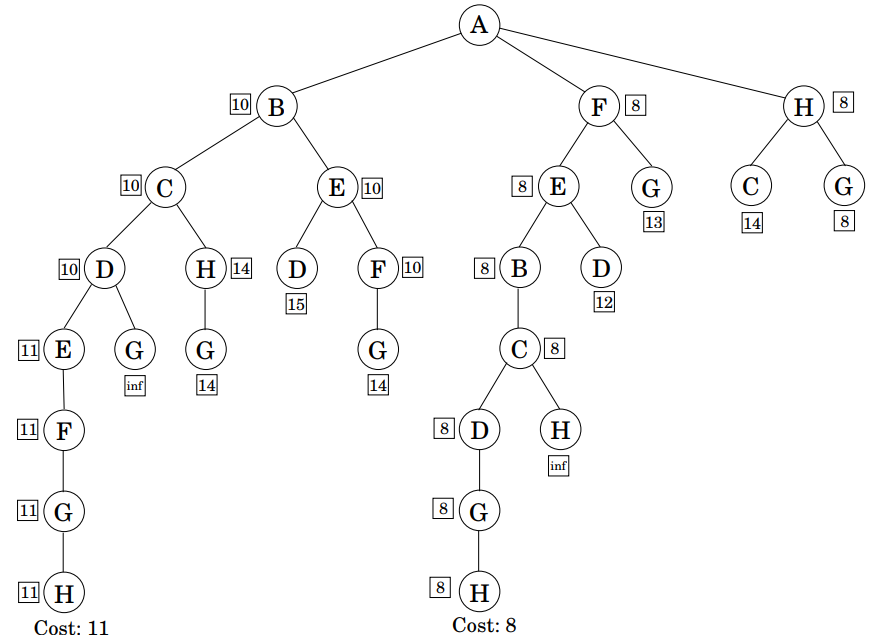 A
10 B F 8 H 8
10 C E 10 8 E G C G
13 14 8
10 D H 14 D F 10 8 B D
15 12
11 E G G G C 8
inf 14 14
11 F 8 D H
inf
11 G 8 G
11 H 8 H
Cost: 11 Cost: 8